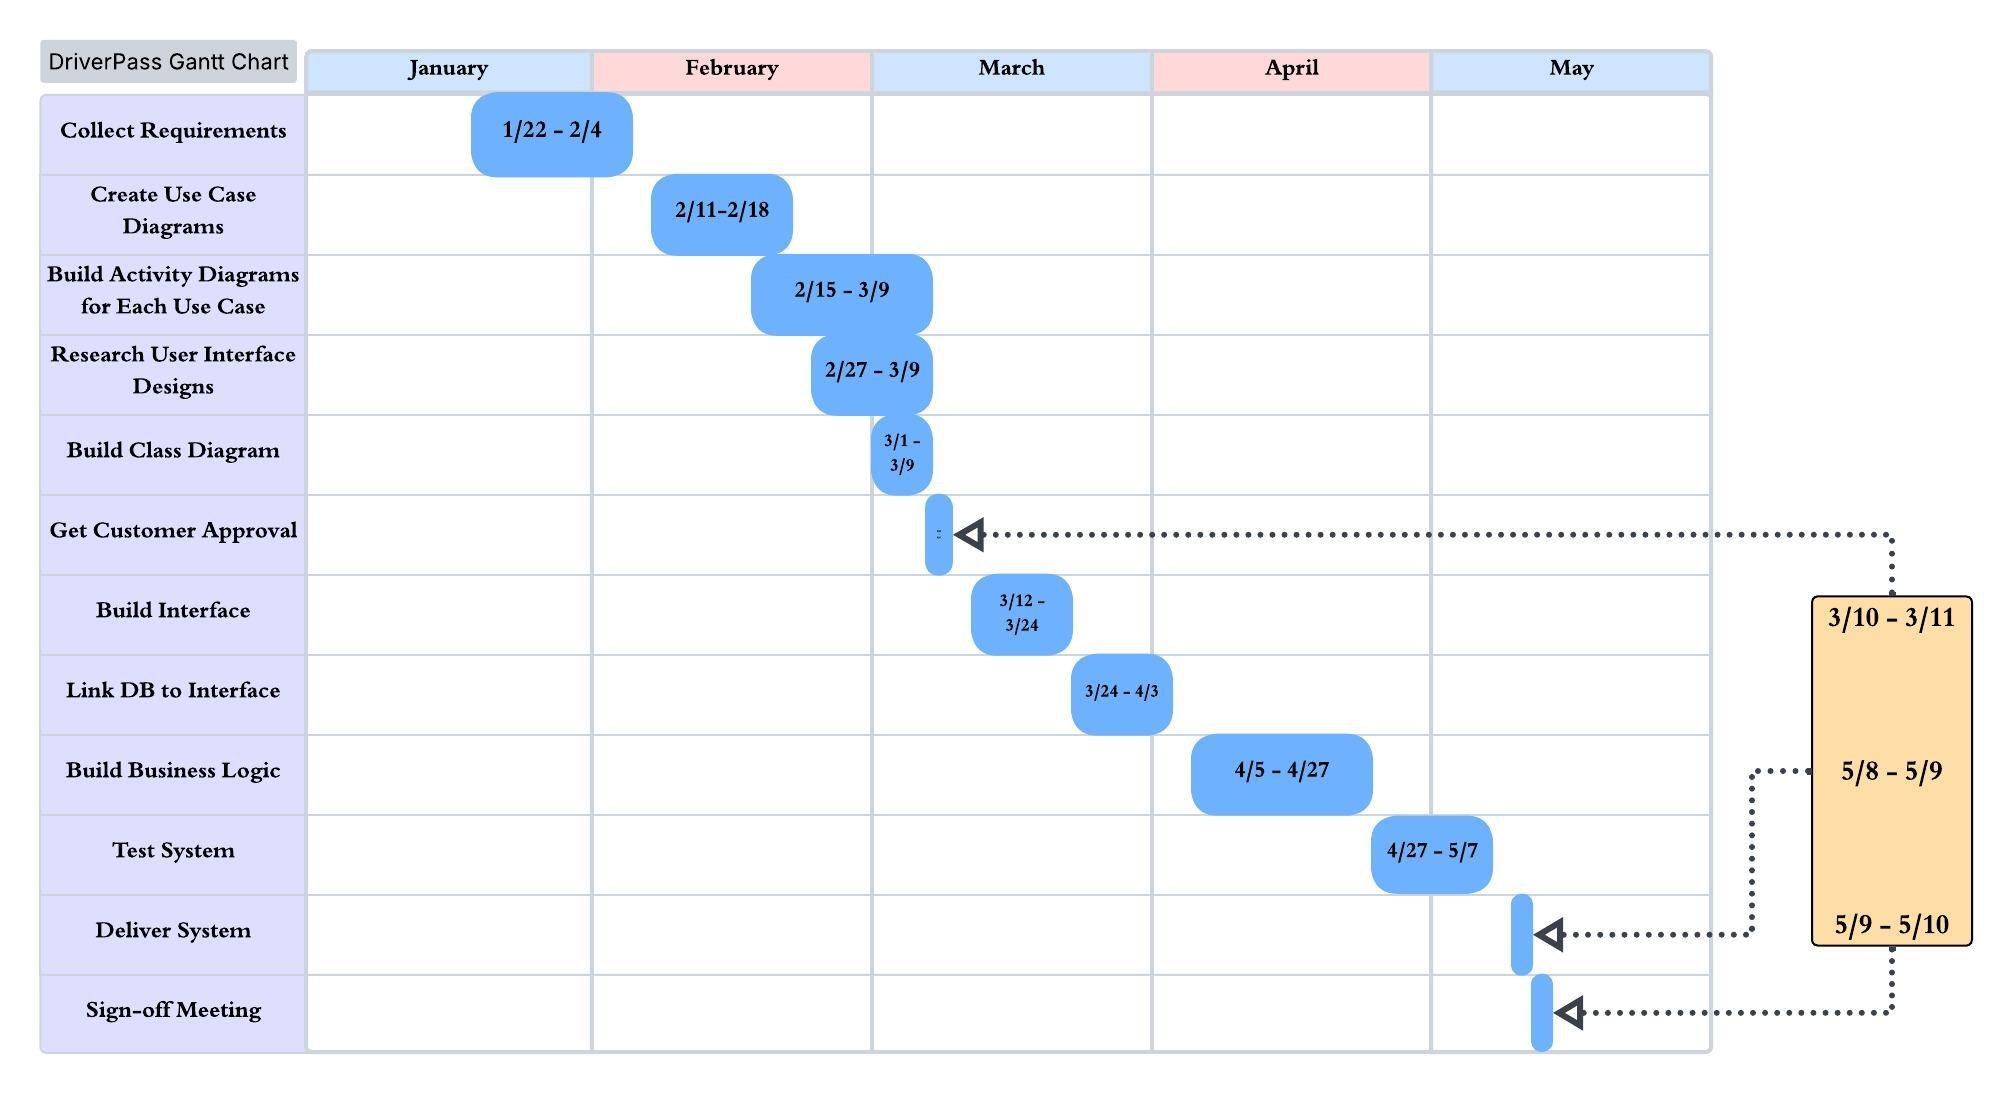 DriverPass Gantt Chart
January
February
March
April
May
Collect Requirements
1/22 - 2/4
Create Use Case
Diagrams
2/11-2/18
Build Activity Diagrams
for Each Use Case
2/15 - 3/9
Research User Interface
Designs
2/27 - 3/9
Build Class Diagram
3/1 -
3/9
Get Customer Approval
Build Interface
3/12 -
3/24
3/10 - 3/11
Link DB to Interface
3/24 - 4/3
Build Business Logic
4/5 - 4/27
5/8 - 5/9
Test System
4/27 - 5/7
Deliver System
5/9 - 5/10
Sign-off Meeting